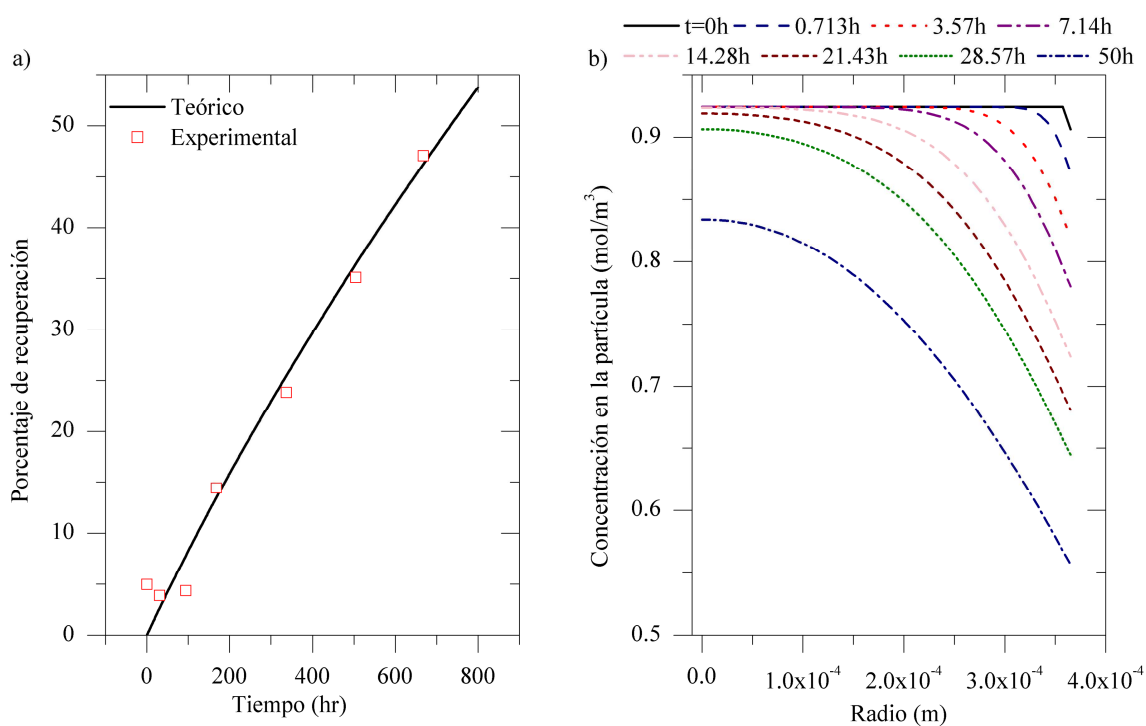 a)
Teórico
Experimental
Porcentaje de recuperación
50
40
30
20
10
0
0 200 400 600 800
Tiempo (hr)
b)
t=0h 0.713h 3.57h 7.14h
14.28h 21.43h 28.57h 50h
Concentración en la partícula (mol/m³)
0.9
0.8
0.7
0.6
0.5
0.0 1.0x10⁻⁴ 2.0x10⁻⁴ 3.0x10⁻⁴ 4.0x10⁻⁴
Radio (m)